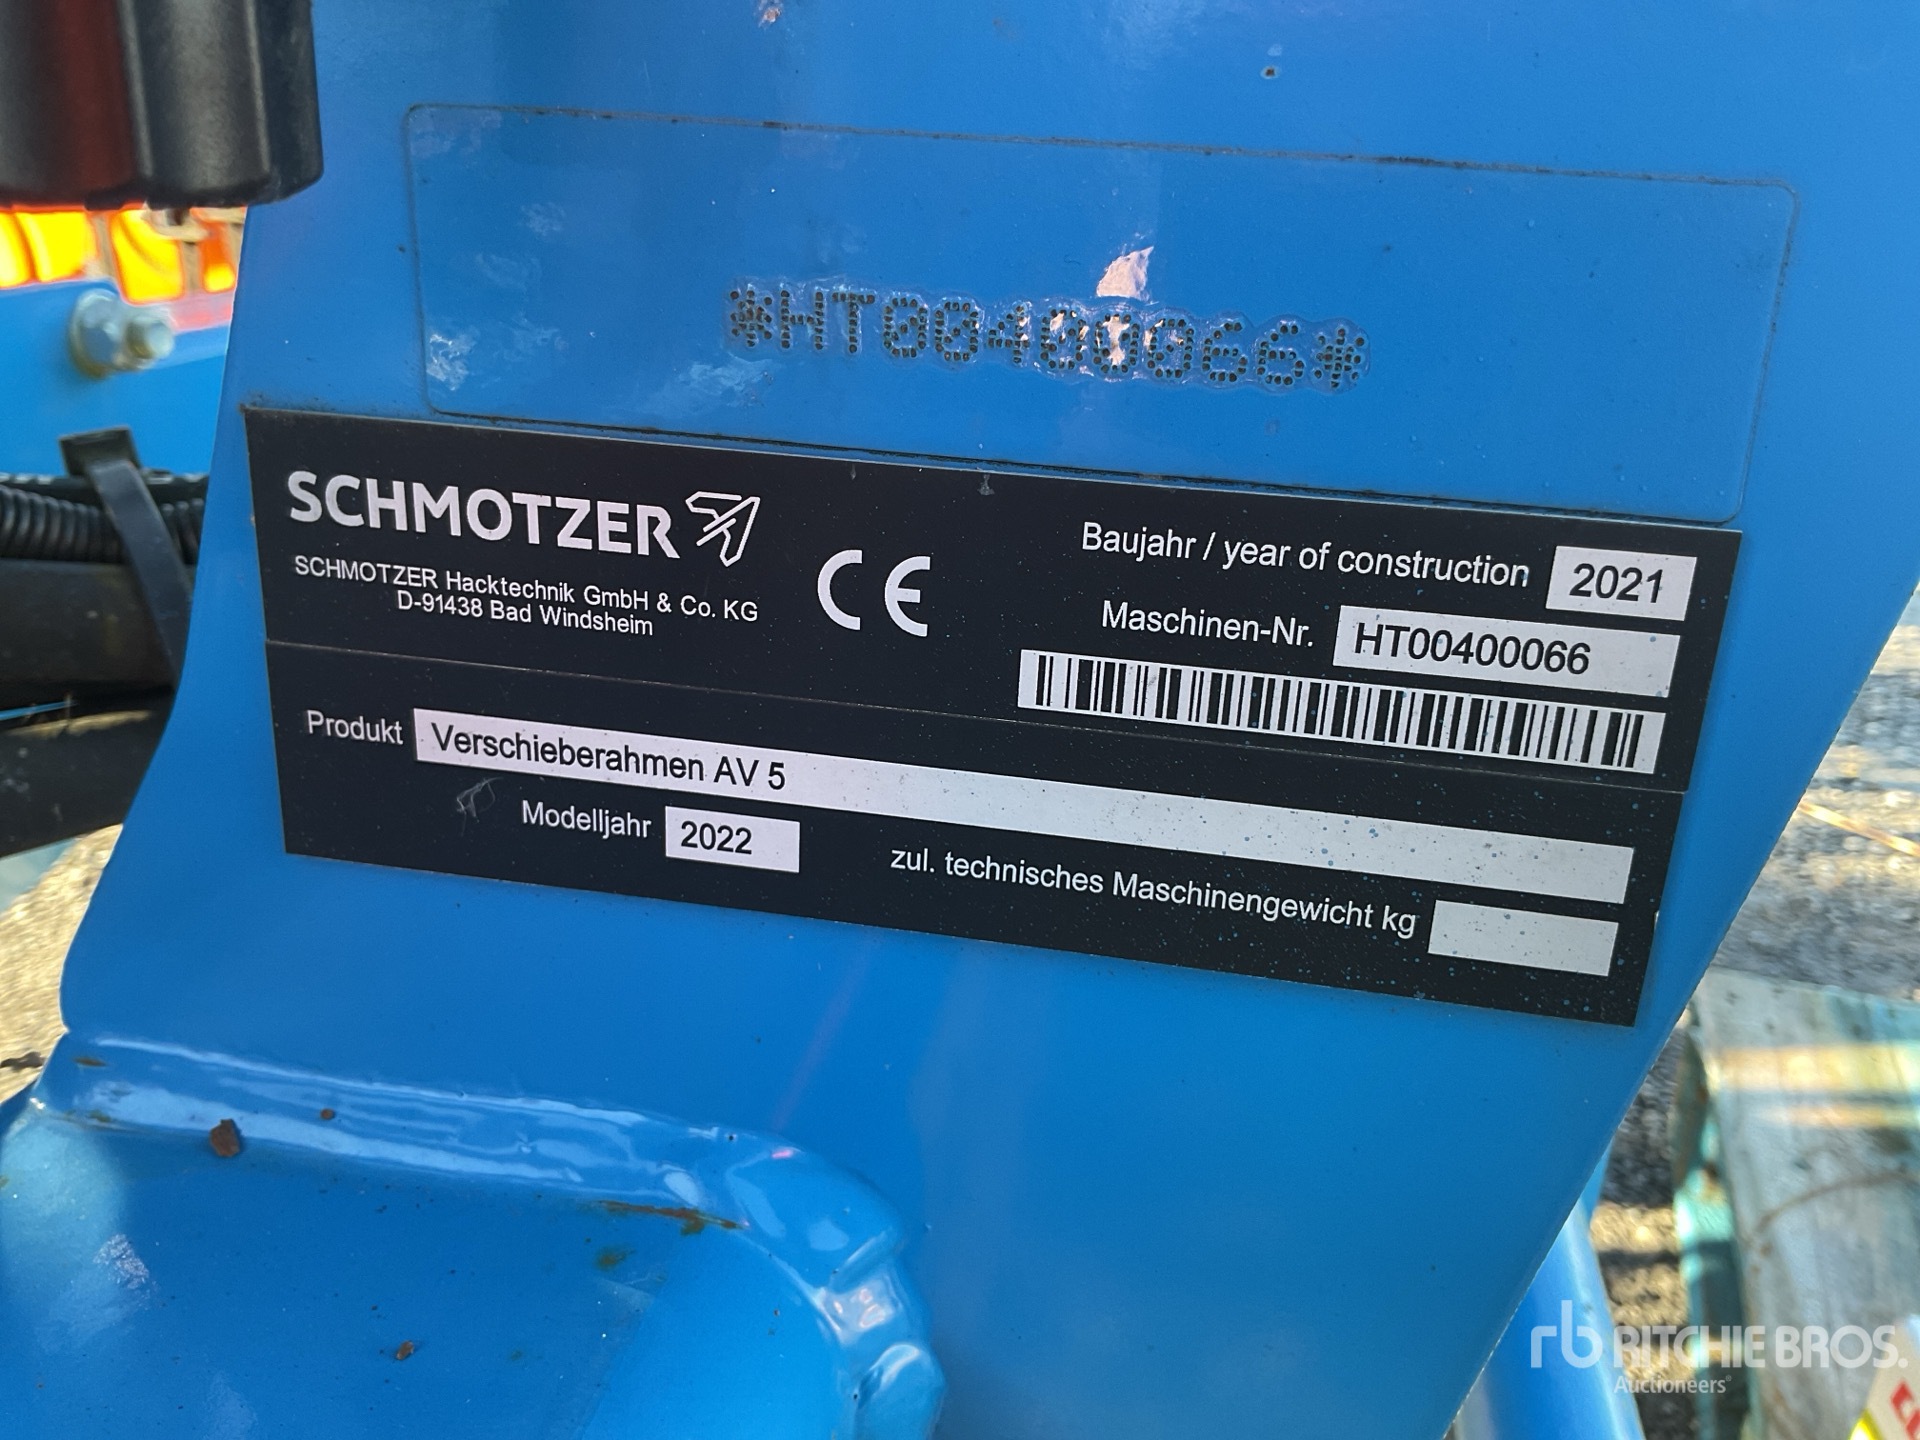 *HT00400066*
SCHMOTZER
SCHMOTZER Hacktechnik GmbH & Co. KG
D-91438 Bad Windsheim
CE
Baujahr / year of construction 2021
Maschinen-Nr. HT00400066
Produkt Verschieberahmen AV 5
Modelljahr 2022
zul. technisches Maschinengewicht kg
rb RITCHIE BROS.
Auctioneers